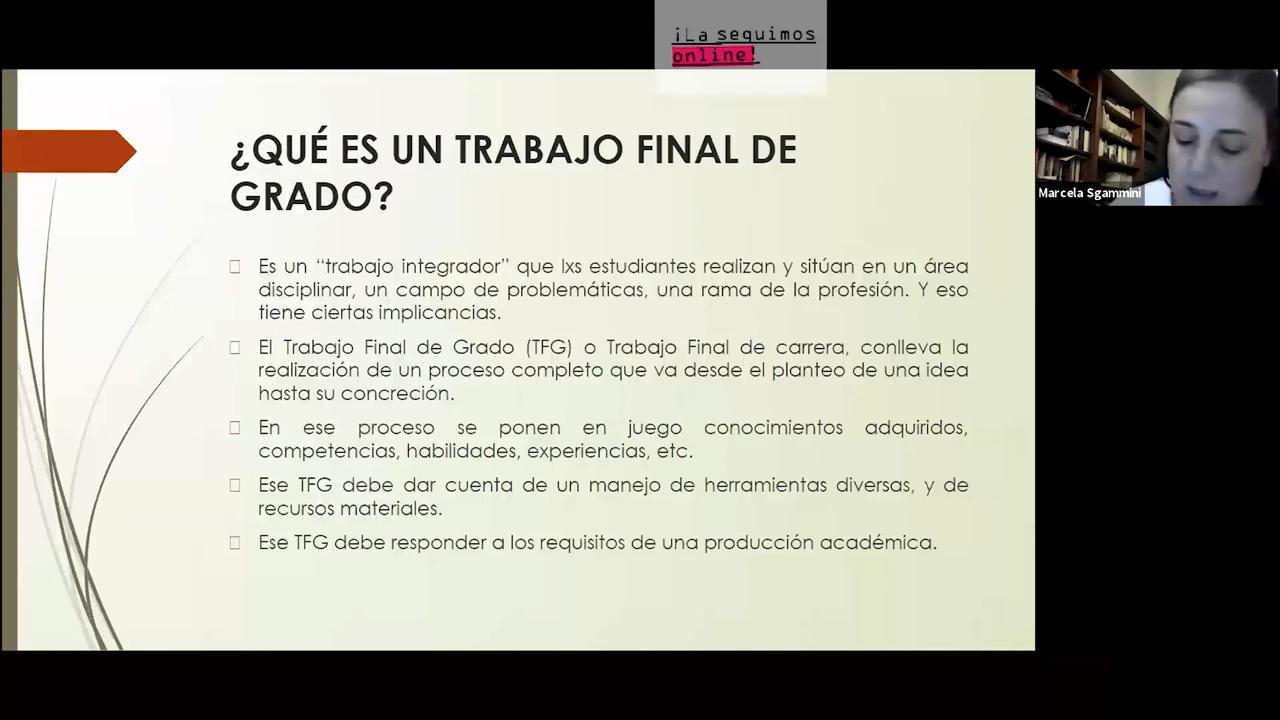 ¡La sequimos
online!
¿QUÉ ES UN TRABAJO FINAL DE
GRADO?
Es un “trabajo integrador” que lxs estudiantes realizan y sitúan en un área
disciplinar, un campo de problemáticas, una rama de la profesión. Y eso
tiene ciertas implicancias.
El Trabajo Final de Grado (TFG) o Trabajo Final de carrera, conlleva la
realización de un proceso completo que va desde el planteo de una idea
hasta su concreción.
En ese proceso se ponen en juego conocimientos adquiridos,
competencias, habilidades, experiencias, etc.
Ese TFG debe dar cuenta de un manejo de herramientas diversas, y de
recursos materiales.
Ese TFG debe responder a los requisitos de una producción académica.
Marcela Sgammini